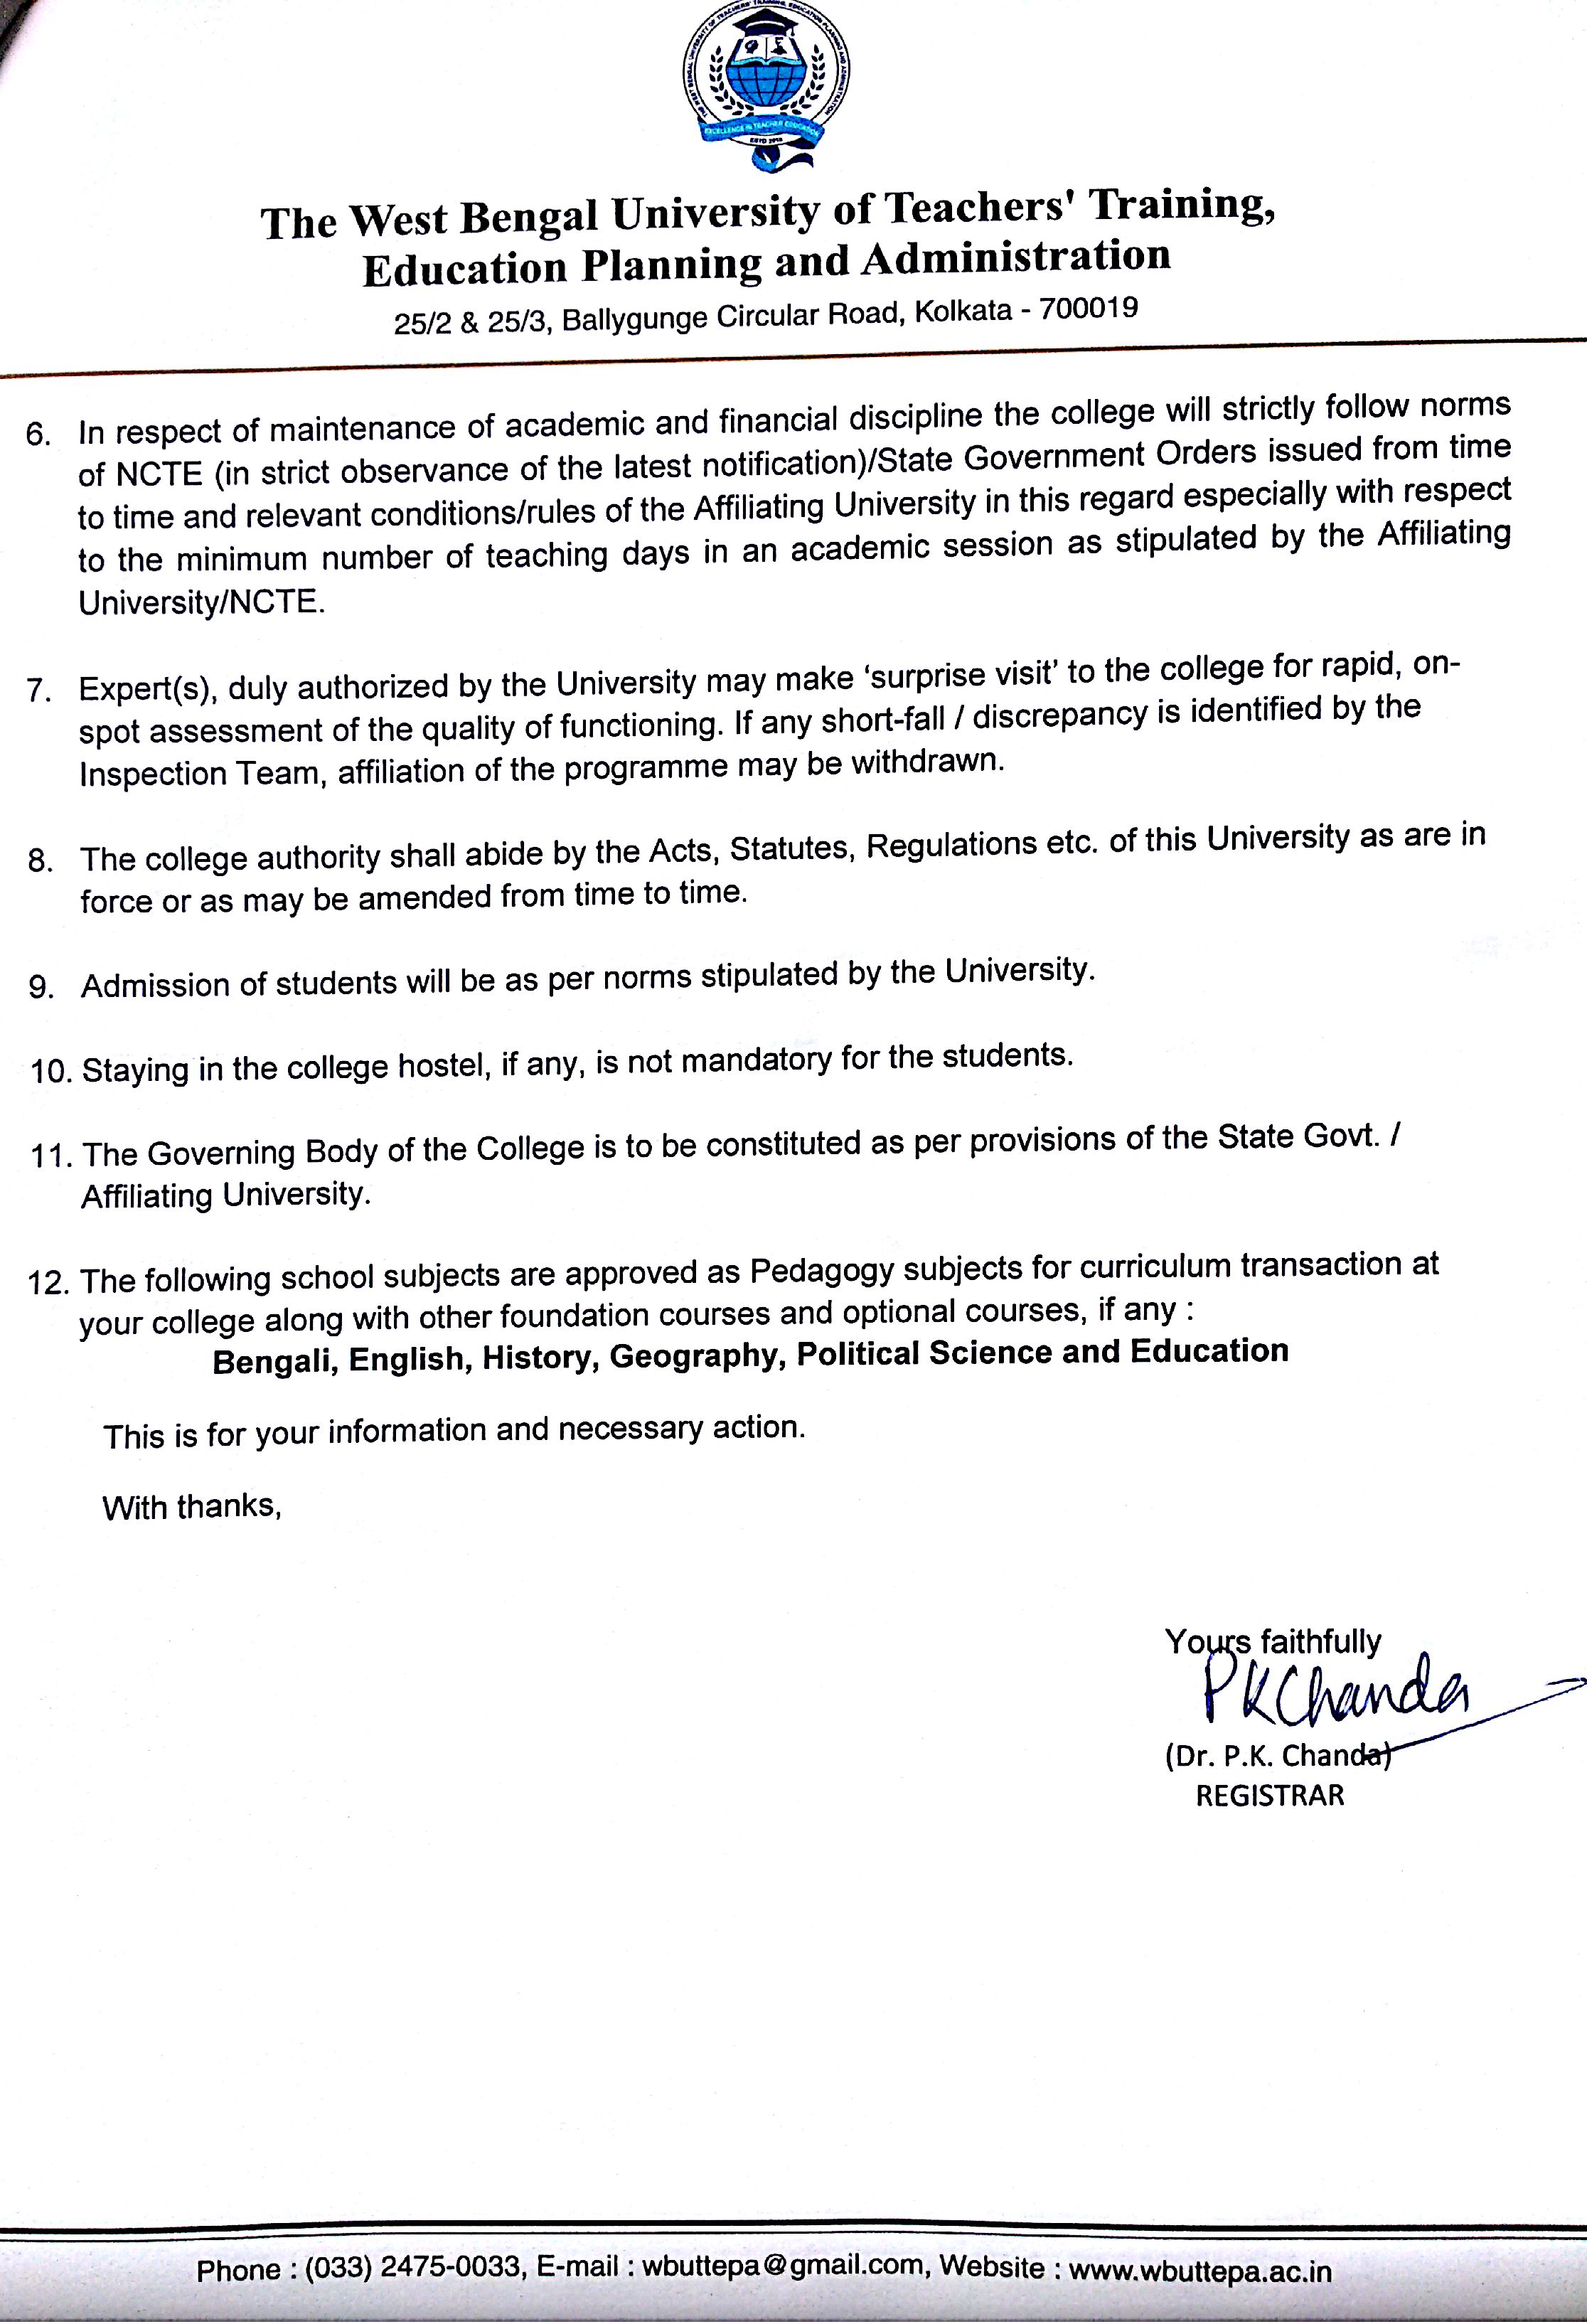 THE WEST BENGAL UNIVERSITY OF TEACHERS' TRAINING, EDUCATION PLANNING AND ADMINISTRATION
EXCELLENCE IN TEACHER EDUCATION
ESTD
The West Bengal University of Teachers' Training,
Education Planning and Administration
25/2 & 25/3, Ballygunge Circular Road, Kolkata - 700019
6. In respect of maintenance of academic and financial discipline the college will strictly follow norms
of NCTE (in strict observance of the latest notification)/State Government Orders issued from time
to time and relevant conditions/rules of the Affiliating University in this regard especially with respect
to the minimum number of teaching days in an academic session as stipulated by the Affiliating
University/NCTE.
7. Expert(s), duly authorized by the University may make ‘surprise visit’ to the college for rapid, on-
spot assessment of the quality of functioning. If any short-fall / discrepancy is identified by the
Inspection Team, affiliation of the programme may be withdrawn.
8. The college authority shall abide by the Acts, Statutes, Regulations etc. of this University as are in
force or as may be amended from time to time.
9. Admission of students will be as per norms stipulated by the University.
10. Staying in the college hostel, if any, is not mandatory for the students.
11. The Governing Body of the College is to be constituted as per provisions of the State Govt. /
Affiliating University.
12. The following school subjects are approved as Pedagogy subjects for curriculum transaction at
your college along with other foundation courses and optional courses, if any :
Bengali, English, History, Geography, Political Science and Education
This is for your information and necessary action.
With thanks,
Yours faithfully
PKChanda
(Dr. P.K. Chanda)
REGISTRAR
Phone : (033) 2475-0033, E-mail : wbuttepa@gmail.com, Website : www.wbuttepa.ac.in